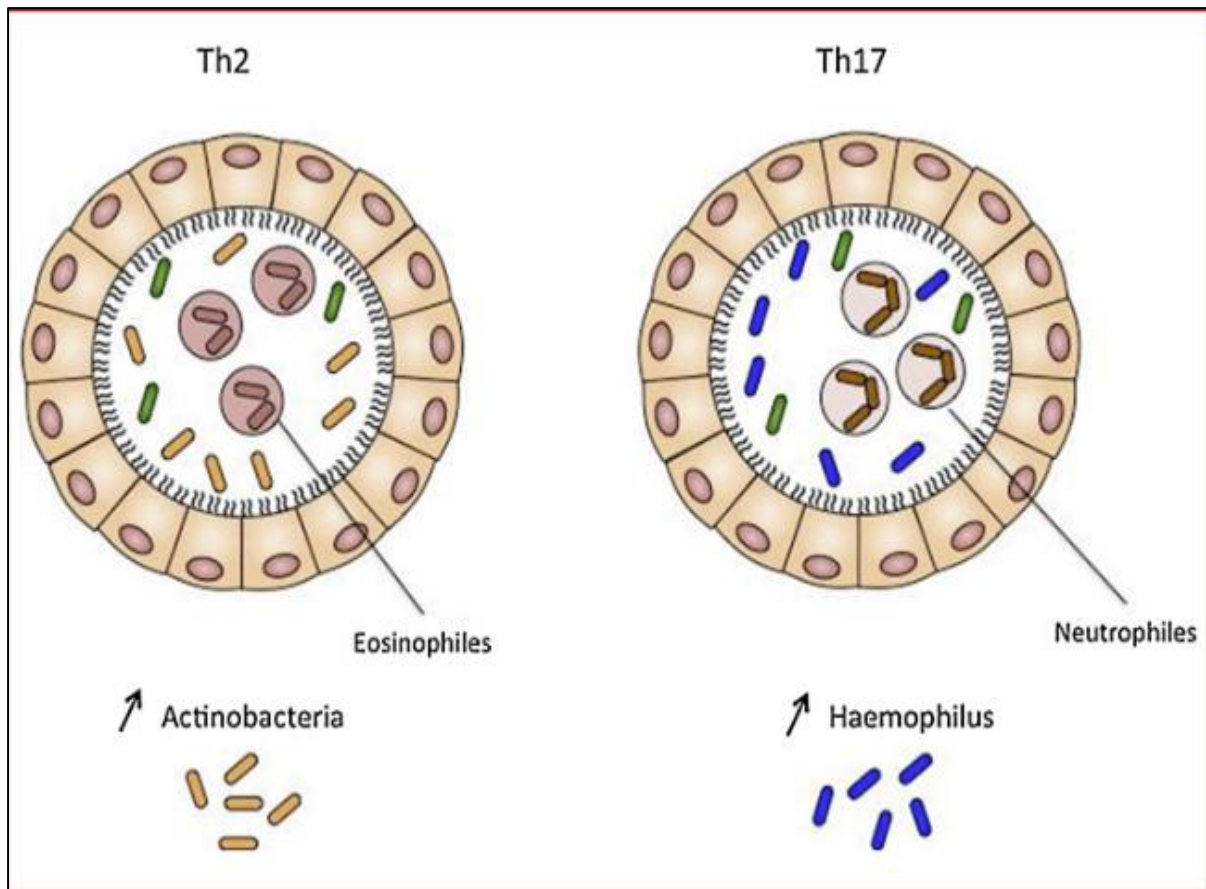 Th2
Th17
Eosinophiles
Neutrophiles
Actinobacteria
Haemophilus